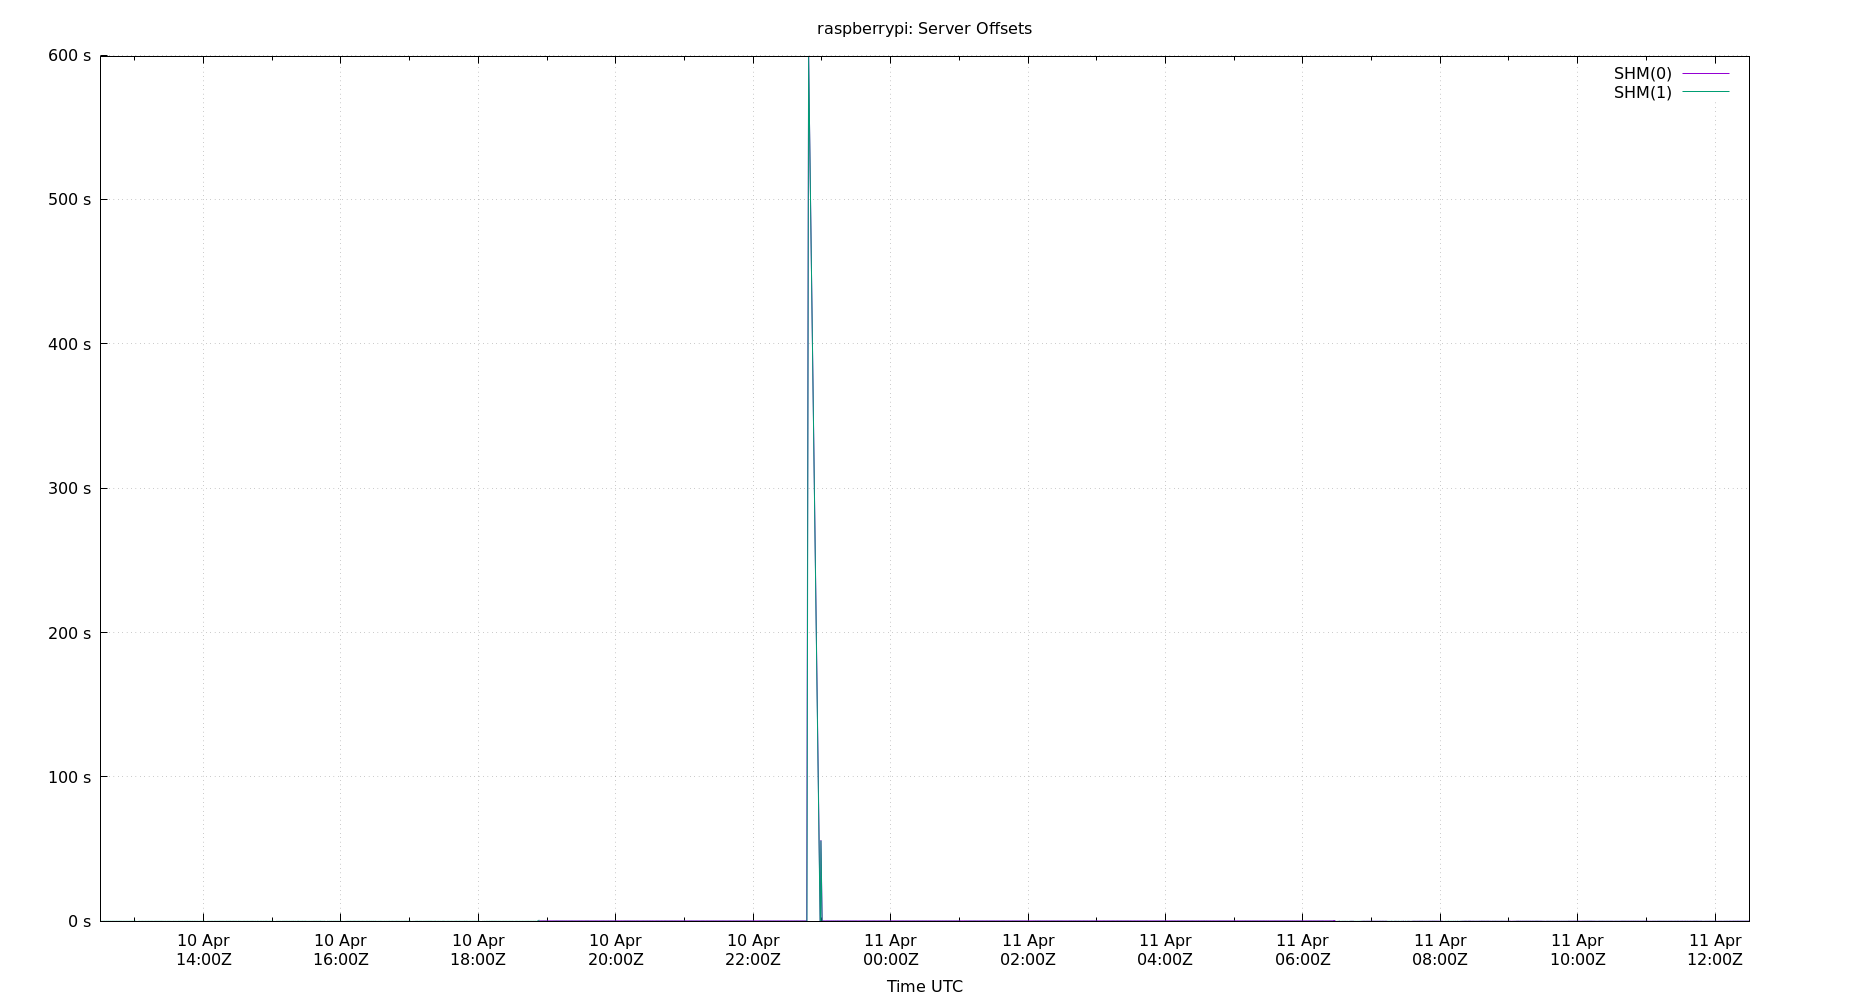 raspberrypi: Server Offsets
600 s
500 s
400 s
300 s
200 s
100 s
0 s
SHM(0)
SHM(1)
10 Apr 10 Apr 10 Apr 10 Apr 10 Apr 11 Apr 11 Apr 11 Apr 11 Apr 11 Apr 11 Apr 11 Apr
14:00Z 16:00Z 18:00Z 20:00Z 22:00Z 00:00Z 02:00Z 04:00Z 06:00Z 08:00Z 10:00Z 12:00Z
Time UTC